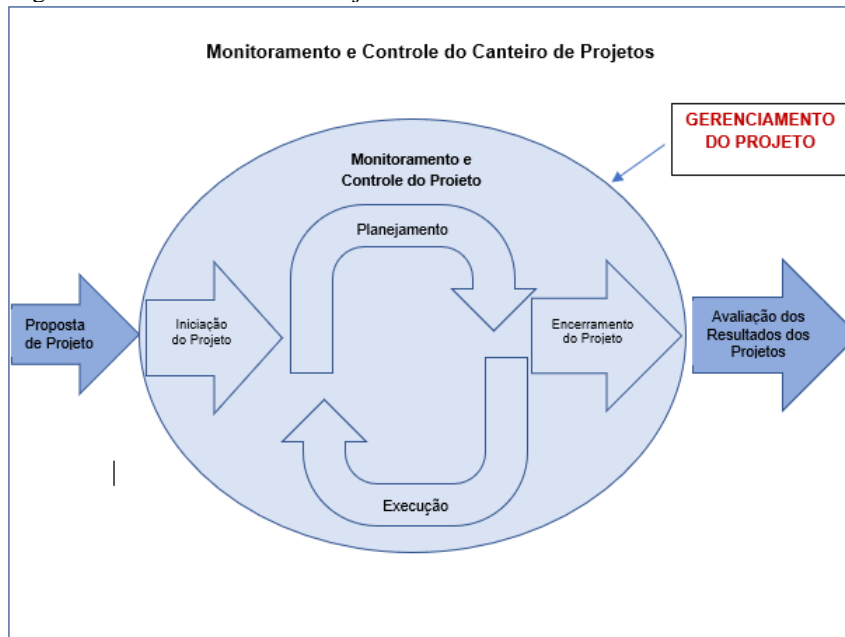 Monitoramento e Controle do Canteiro de Projetos
GERENCIAMENTO
DO PROJETO
Monitoramento e
Controle do Projeto
Planejamento
Proposta
de Projeto
Iniciação
do Projeto
Encerramento
do Projeto
Avaliação dos
Resultados dos
Projetos
Execução